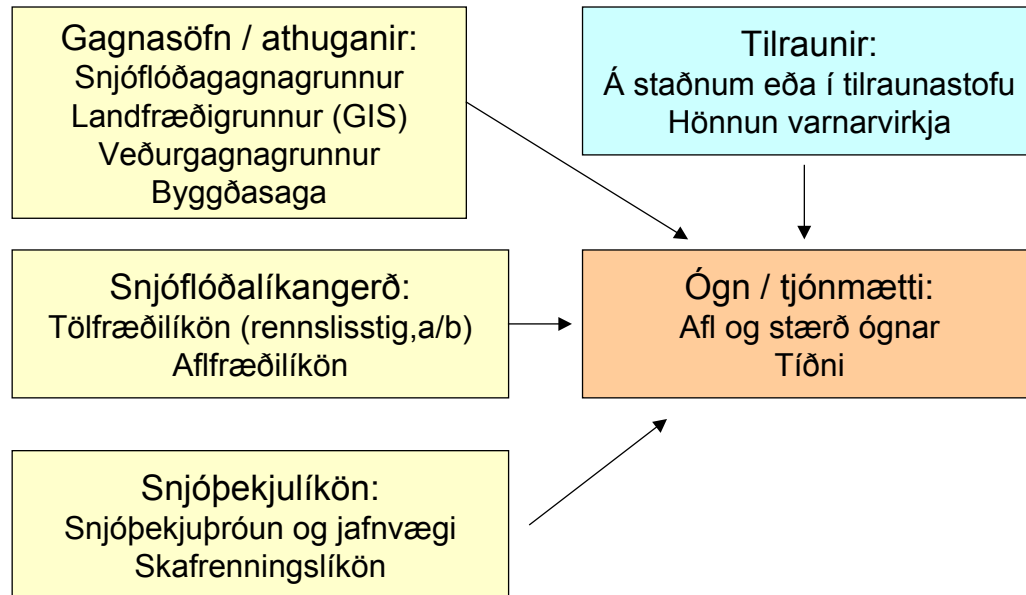 Gagnasöfn / athuganir:
Snjóflóðagagnagrunnur
Landfræðigrunnur (GIS)
Veðurgagnagrunnur
Byggðasaga
Tilraunir:
Á staðnum eða í tilraunastofu
Hönnun varnarvirkja
Snjóflóðalíkangerð:
Tölfræðilíkön (rennslisstig,a/b)
Aflfræðilíkön
Ógn / tjónmætti:
Afl og stærð ógnar
Tíðni
Snjóþekjulíkön:
Snjóþekjuþróun og jafnvægi
Skafrenningslíkön